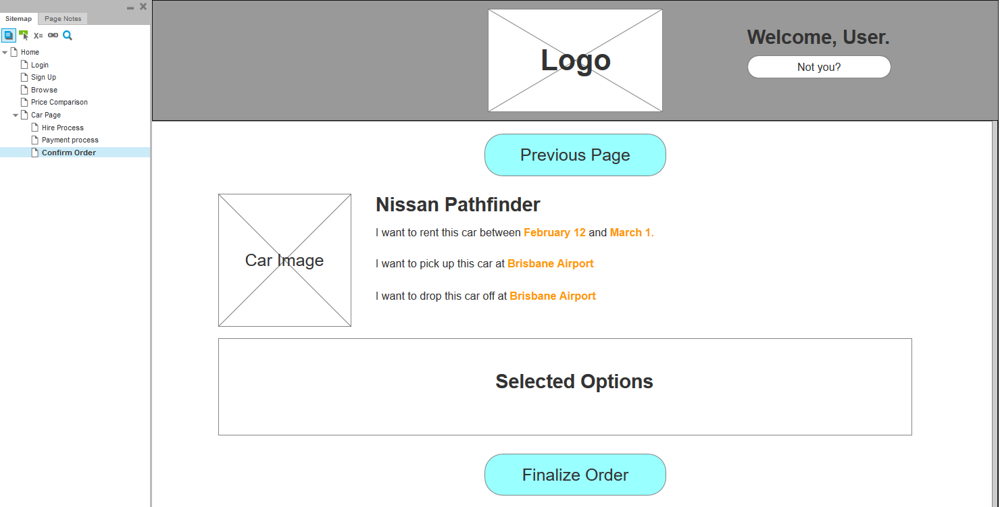 Sitemap
Page Notes
X=
Home
Login
Sign Up
Browse
Price Comparison
Car Page
Hire Process
Payment process
Confirm Order
Logo
Welcome, User.
Not you?
Previous Page
Car Image
Nissan Pathfinder
I want to rent this car between February 12 and March 1.
I want to pick up this car at Brisbane Airport
I want to drop this car off at Brisbane Airport
Selected Options
Finalize Order